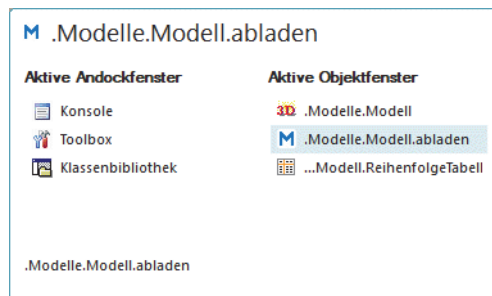 .Modelle.Modell.abladen
Aktive Andockfenster
Aktive Objektfenster
Konsole
3D .Modelle.Modell
Toolbox
M .Modelle.Modell.abladen
Klassenbibliothek
...Modell.ReihenfolgeTabell
.Modelle.Modell.abladen